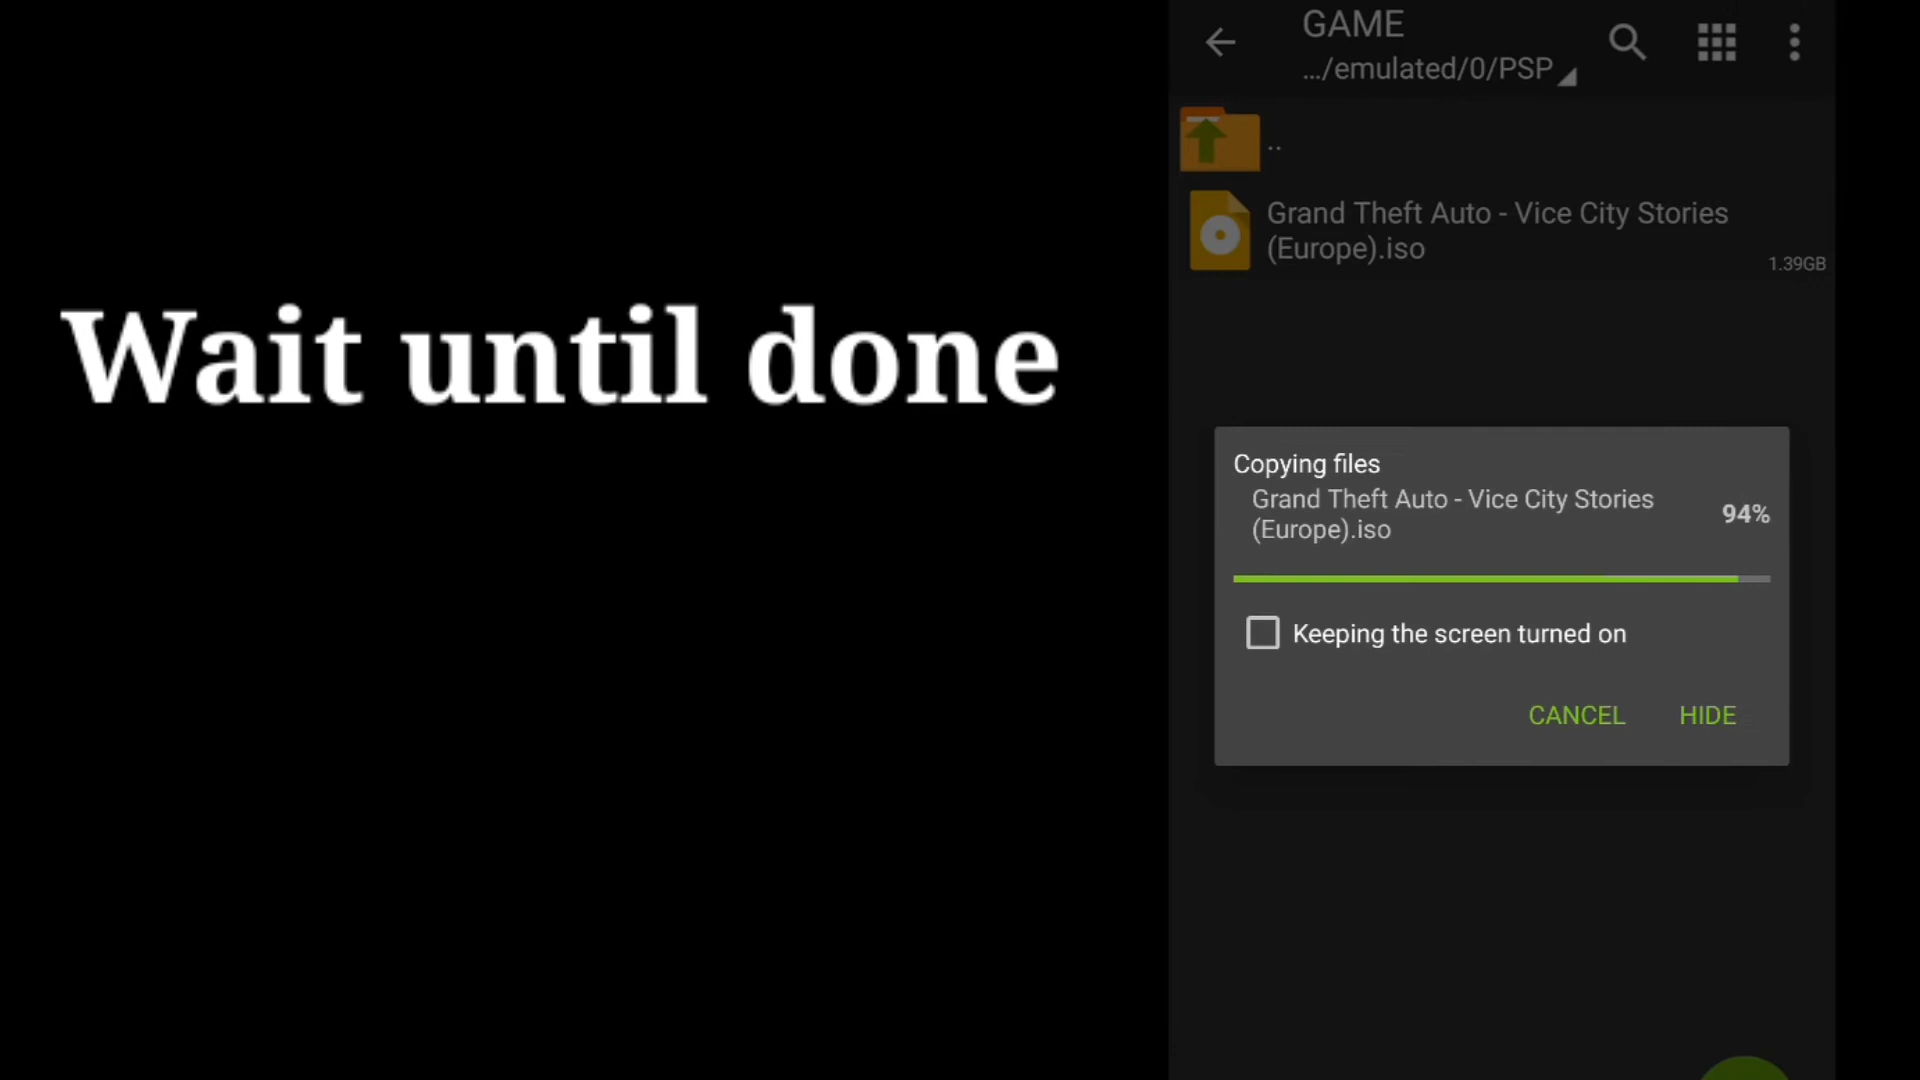 Wait until done
GAME
.../emulated/0/PSP
..
Grand Theft Auto - Vice City Stories
(Europe).iso
1.39GB
Copying files
Grand Theft Auto - Vice City Stories
(Europe).iso
94%
Keeping the screen turned on
CANCEL HIDE